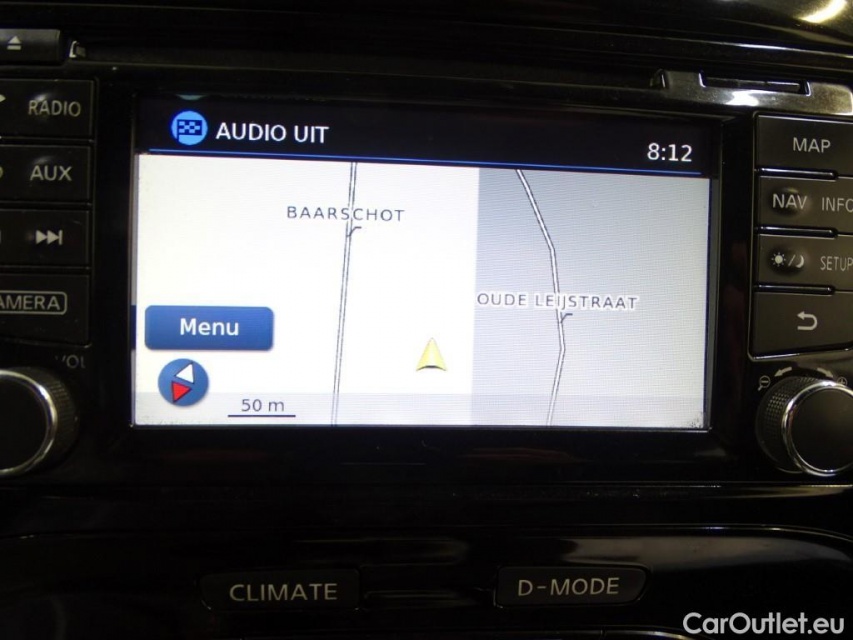 RADIO
AUX
AMERA
VOL
AUDIO UIT
8:12
BAARSCHOT
OUDE LEIJSTRAAT
Menu
50 m
MAP
NAV INFO
SETUP
CLIMATE
D-MODE
CarOutlet.eu